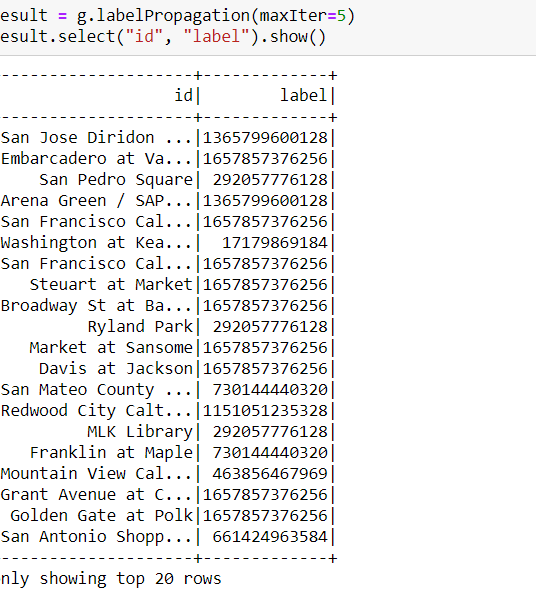 esult = g.labelPropagation(maxIter=5)
esult.select("id", "label").show()
--------------------+-------------+
                  id|        label|
--------------------+-------------+
San Jose Diridon ...|1365799600128|
Embarcadero at Va...|1657857376256|
    San Pedro Square| 292057776128|
Arena Green / SAP...|1365799600128|
San Francisco Cal...|1657857376256|
Washington at Kea...|  17179869184|
San Francisco Cal...|1657857376256|
   Steuart at Market|1657857376256|
Broadway St at Ba...|1657857376256|
         Ryland Park| 292057776128|
   Market at Sansome|1657857376256|
    Davis at Jackson|1657857376256|
San Mateo County ...| 730144440320|
Redwood City Calt...|1151051235328|
         MLK Library| 292057776128|
   Franklin at Maple| 730144440320|
Mountain View Cal...| 463856467969|
Grant Avenue at C...|1657857376256|
 Golden Gate at Polk|1657857376256|
San Antonio Shopp...| 661424963584|
--------------------+-------------+
nly showing top 20 rows